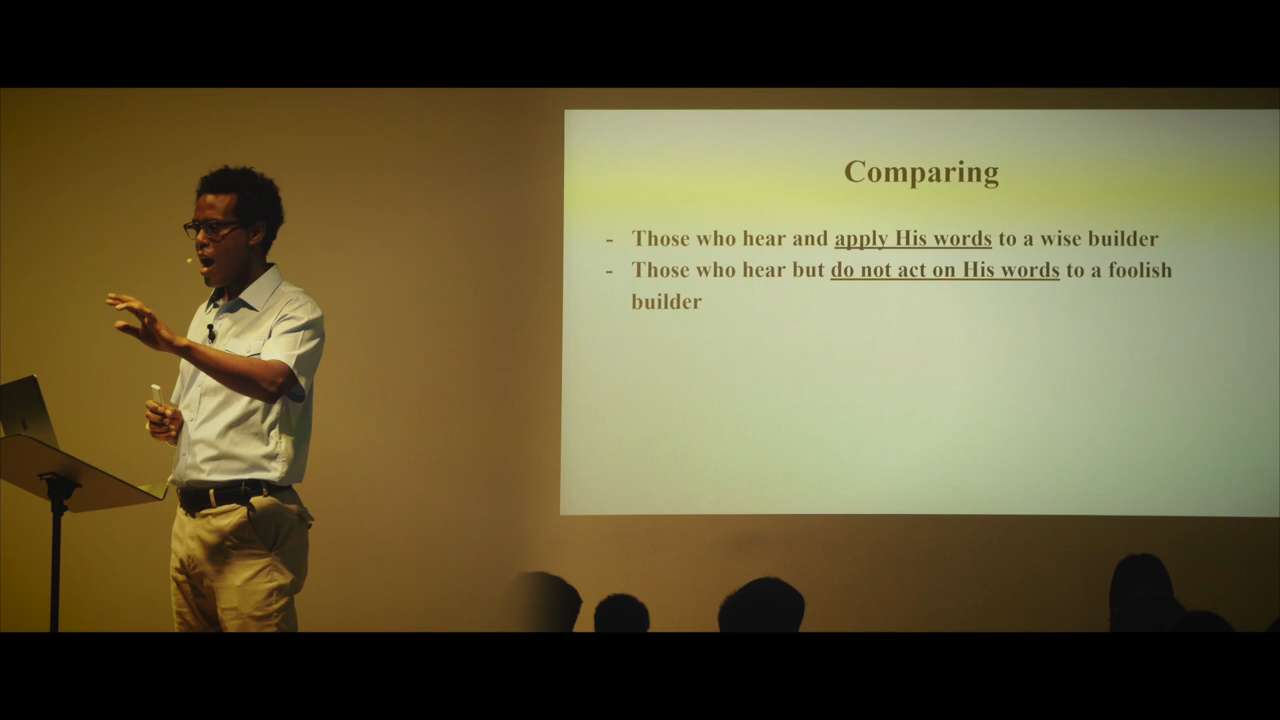 Comparing
- Those who hear and apply His words to a wise builder
- Those who hear but do not act on His words to a foolish
builder